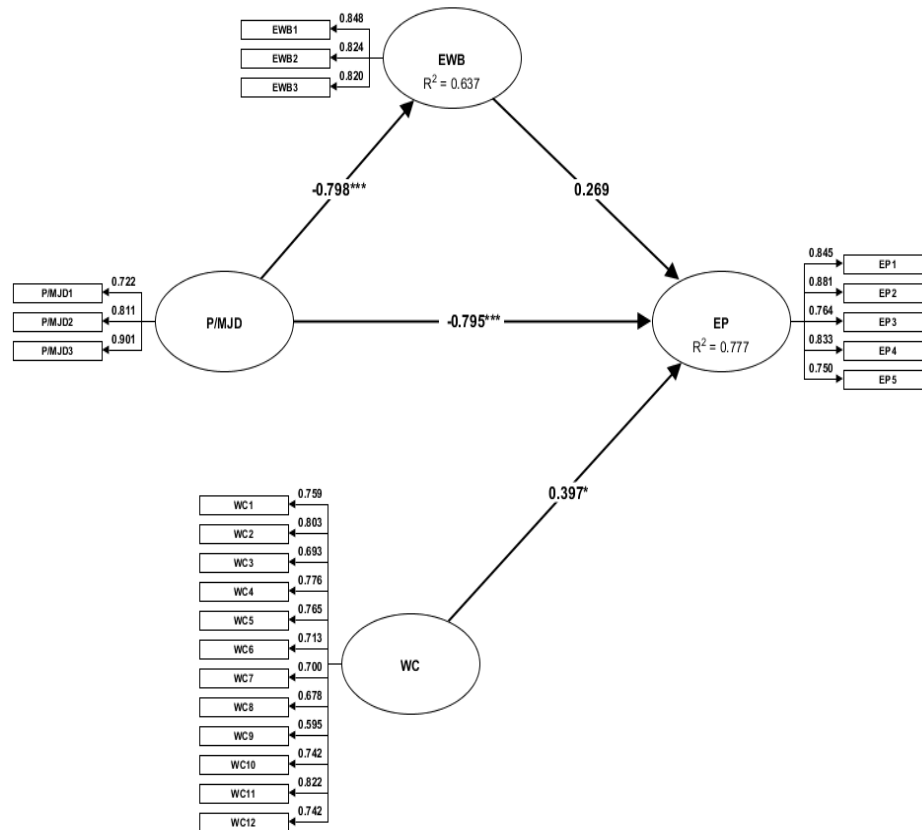 0.848
EWB1
0.824
EWB2
0.820
EWB3
EWB
R² = 0.637
-0.798***
0.269
0.722
P/MJD1
0.811
P/MJD2
0.901
P/MJD3
P/MJD
-0.795***
EP
R² = 0.777
0.845
EP1
0.881
EP2
0.764
EP3
0.833
EP4
0.750
EP5
0.397*
0.759
WC1
0.803
WC2
0.693
WC3
0.776
WC4
0.765
WC5
0.713
WC6
0.700
WC7
0.678
WC8
0.595
WC9
0.742
WC10
0.822
WC11
0.742
WC12
WC